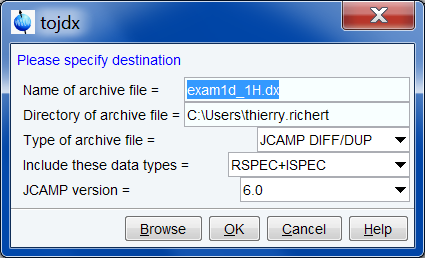 tojdx
Please specify destination
Name of archive file = exam1d_1H.dx
Directory of archive file = C:\Users\thierry.richert
Type of archive file = JCAMP DIFF/DUP
Include these data types = RSPEC+ISPEC
JCAMP version = 6.0
Browse OK Cancel Help